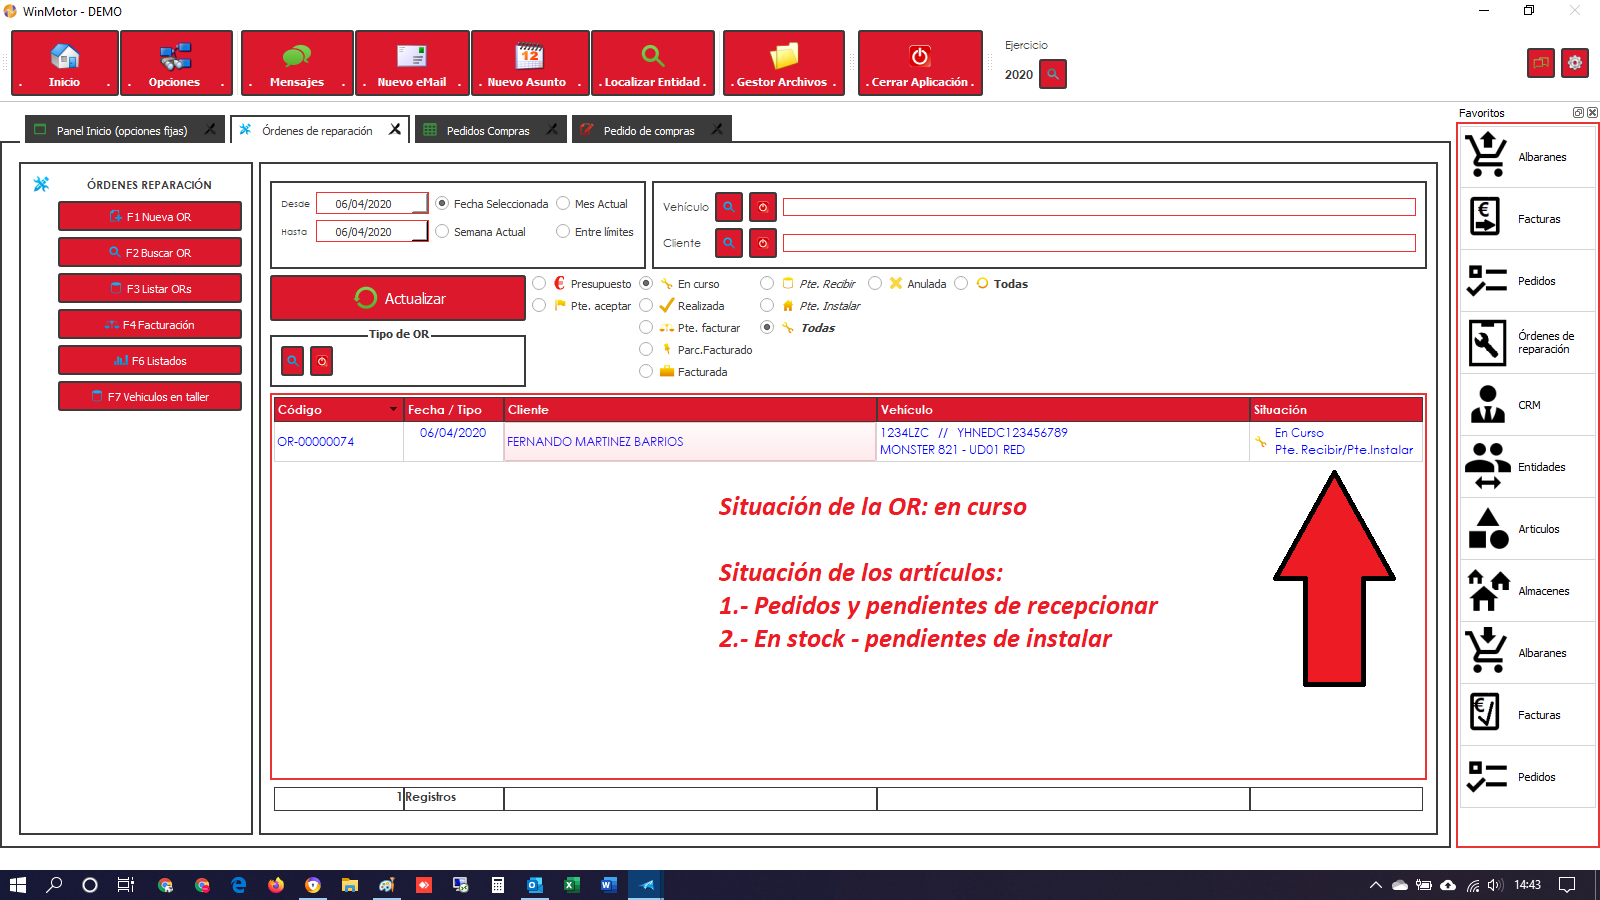 WinMotor - DEMO
. Inicio .
. Opciones .
. Mensajes .
. Nuevo eMail .
. Nuevo Asunto .
. Localizar Entidad .
. Gestor Archivos .
. Cerrar Aplicación .
Ejercicio
2020
Panel Inicio (opciones fijas)
Órdenes de reparación
Pedidos Compras
Pedido de compras
ÓRDENES REPARACIÓN
F1 Nueva OR
F2 Buscar OR
F3 Listar ORs
F4 Facturación
F6 Listados
F7 Vehiculos en taller
Desde 06/04/2020
Fecha Seleccionada
Mes Actual
Hasta 06/04/2020
Semana Actual
Entre límites
Vehículo
Cliente
Actualizar
Tipo de OR
Presupuesto
En curso
Pte. Recibir
Anulada
Todas
Pte. aceptar
Realizada
Pte. Instalar
Pte. facturar
Todas
Parc.Facturado
Facturada
Código
Fecha / Tipo
Cliente
Vehículo
Situación
OR-00000074
06/04/2020
FERNANDO MARTINEZ BARRIOS
1234LZC // YHNEDC123456789
MONSTER 821 - UD01 RED
En Curso
Pte. Recibir/Pte.Instalar
Situación de la OR: en curso
Situación de los artículos:
1.- Pedidos y pendientes de recepcionar
2.- En stock - pendientes de instalar
1 Registros
Favoritos
Albaranes
Facturas
Pedidos
Órdenes de
reparación
CRM
Entidades
Articulos
Almacenes
Albaranes
Facturas
Pedidos
14:43